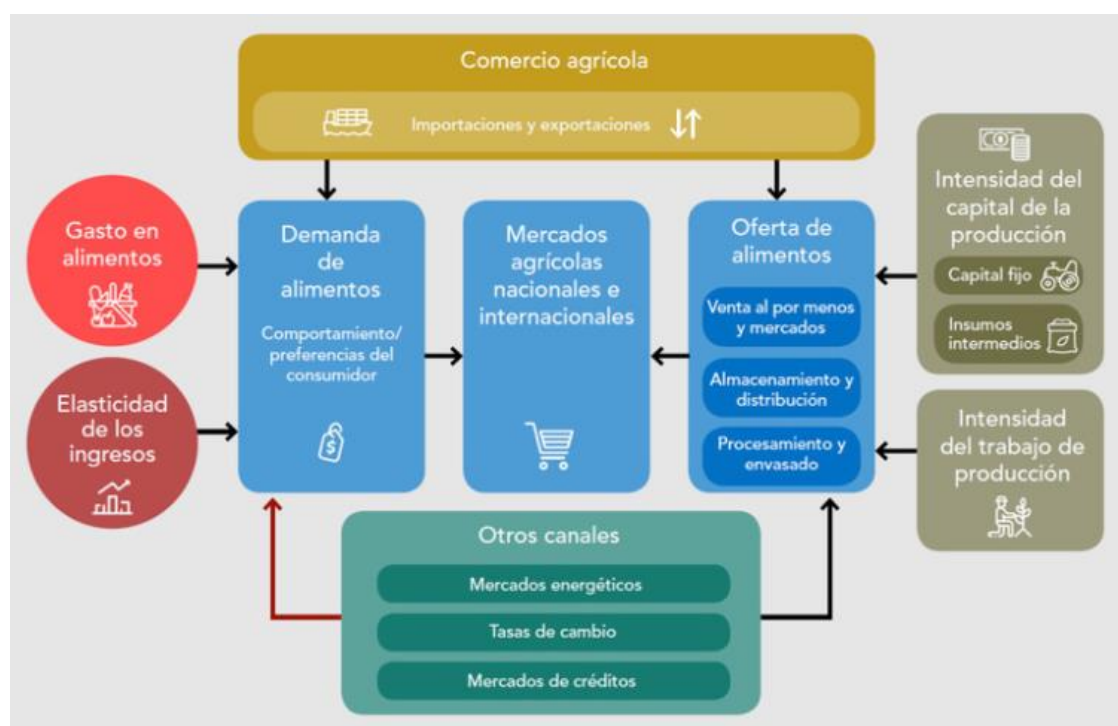 Comercio agrícola
Importaciones y exportaciones
Gasto en
alimentos
Elasticidad
de los
ingresos
Demanda
de
alimentos
Comportamiento/
preferencias del
consumidor
$
Mercados
agrícolas
nacionales e
internacionales
Oferta de
alimentos
Venta al por menos
y mercados
Almacenamiento y
distribución
Procesamiento y
envasado
Intensidad del
capital de la
producción
Capital fijo
Insumos
intermedios
Intensidad
del trabajo de
producción
Otros canales
Mercados energéticos
Tasas de cambio
Mercados de créditos